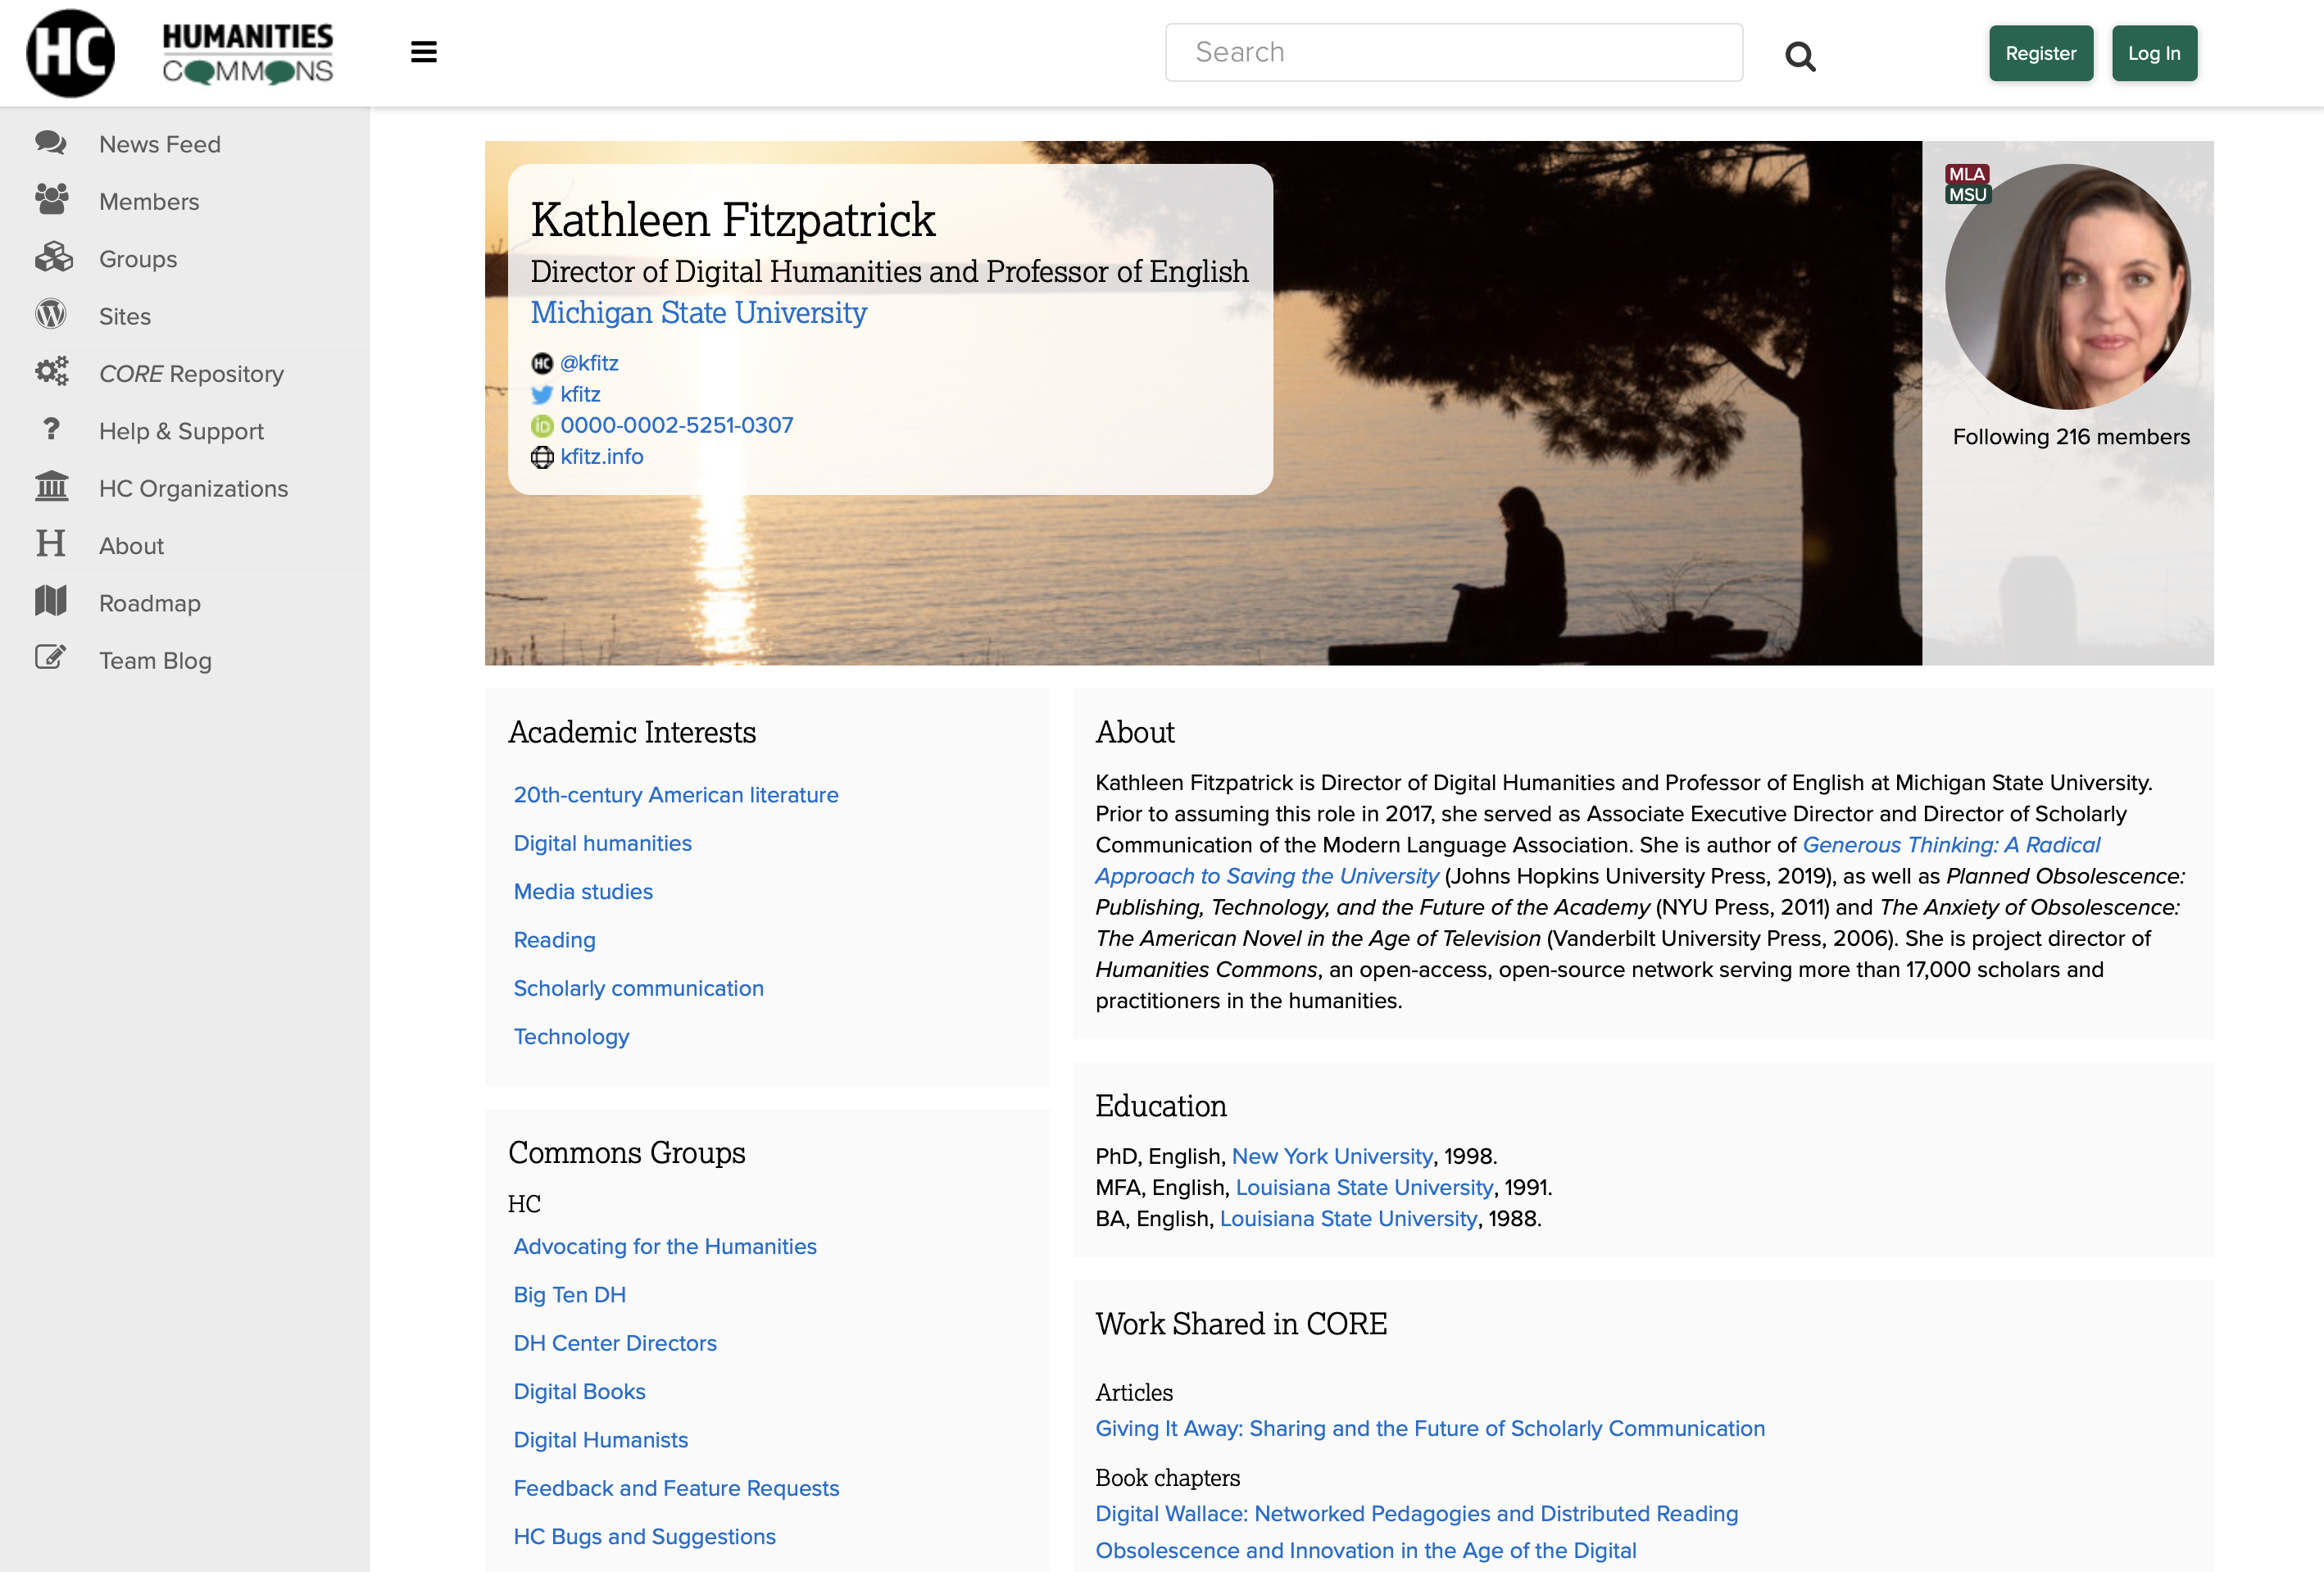 HC
HUMANITIES
COMMONS
Search
Register
Log In
News Feed
Members
Groups
Sites
CORE Repository
? Help & Support
HC Organizations
H About
Roadmap
Team Blog
Kathleen Fitzpatrick
Director of Digital Humanities and Professor of English
Michigan State University
HC @kfitz
kfitz
iD 0000-0002-5251-0307
kfitz.info
MLA
MSU
Following 216 members
Academic Interests
20th-century American literature
Digital humanities
Media studies
Reading
Scholarly communication
Technology
Commons Groups
HC
Advocating for the Humanities
Big Ten DH
DH Center Directors
Digital Books
Digital Humanists
Feedback and Feature Requests
HC Bugs and Suggestions
About
Kathleen Fitzpatrick is Director of Digital Humanities and Professor of English at Michigan State University.
Prior to assuming this role in 2017, she served as Associate Executive Director and Director of Scholarly
Communication of the Modern Language Association. She is author of Generous Thinking: A Radical
Approach to Saving the University (Johns Hopkins University Press, 2019), as well as Planned Obsolescence:
Publishing, Technology, and the Future of the Academy (NYU Press, 2011) and The Anxiety of Obsolescence:
The American Novel in the Age of Television (Vanderbilt University Press, 2006). She is project director of
Humanities Commons, an open-access, open-source network serving more than 17,000 scholars and
practitioners in the humanities.
Education
PhD, English, New York University, 1998.
MFA, English, Louisiana State University, 1991.
BA, English, Louisiana State University, 1988.
Work Shared in CORE
Articles
Giving It Away: Sharing and the Future of Scholarly Communication
Book chapters
Digital Wallace: Networked Pedagogies and Distributed Reading
Obsolescence and Innovation in the Age of the Digital